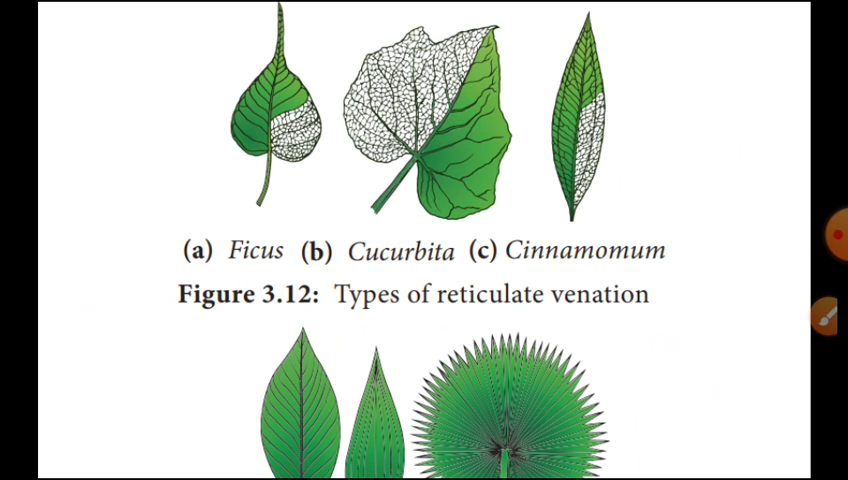 (a) Ficus (b) Cucurbita (c) Cinnamomum
Figure 3.12: Types of reticulate venation